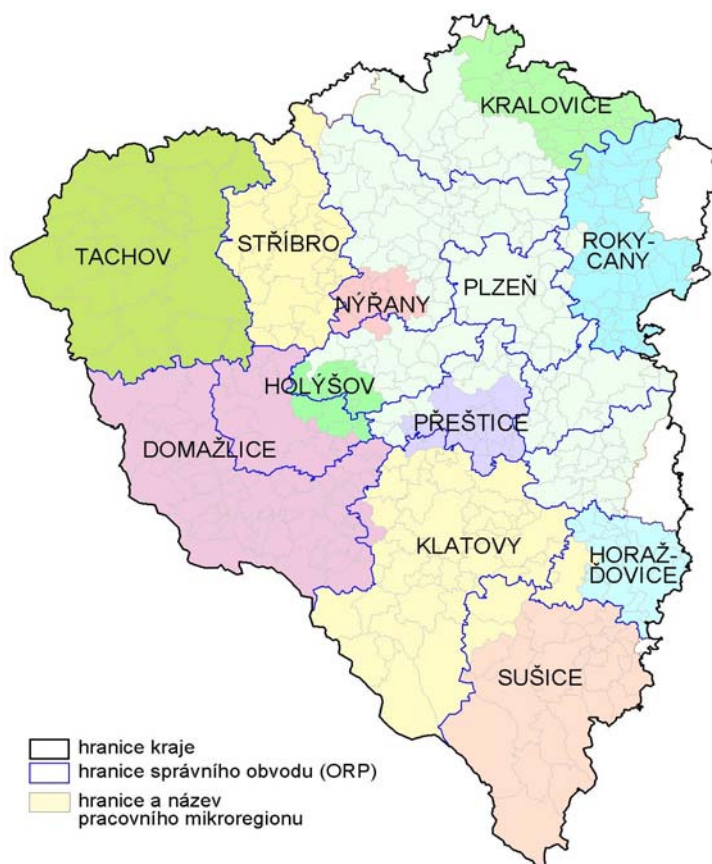 KRALOVICE
TACHOV
STŘÍBRO
ROKY-
CANY
NÝŘANY
PLZEŇ
HOLÝŠOV
PŘEŠTICE
DOMAŽLICE
KLATOVY
HORAŽ-
ĎOVICE
SUŠICE
hranice kraje
hranice správního obvodu (ORP)
hranice a název
pracovního mikroregionu